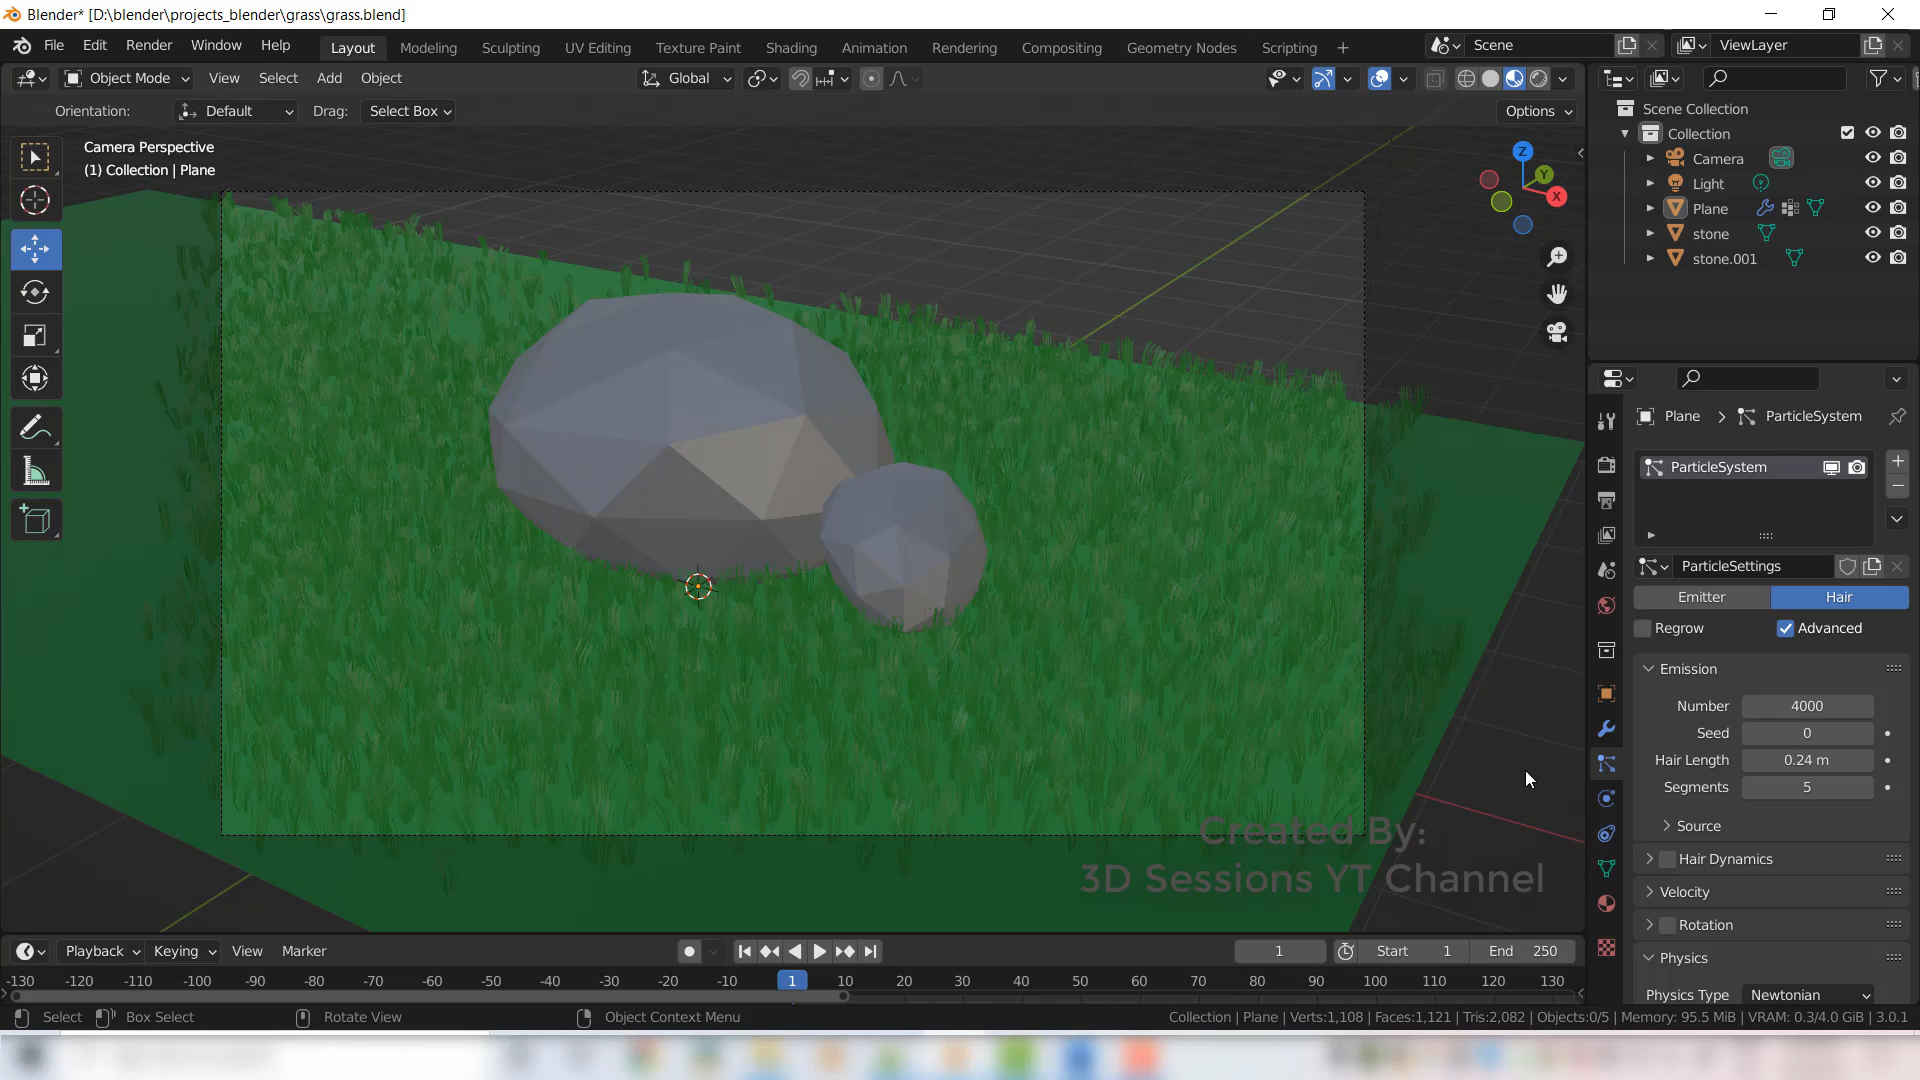 Blender* [D:\blender\projects_blender\grass\grass.blend]
File Edit Render Window Help Layout Modeling Sculpting UV Editing Texture Paint Shading Animation Rendering Compositing Geometry Nodes Scripting + Scene ViewLayer
Object Mode View Select Add Object Global
Orientation: Default Drag: Select Box Options
Camera Perspective
(1) Collection | Plane
Z
Y
X
Scene Collection
Collection
Camera
Light
Plane
stone
stone.001
Plane > ParticleSystem
ParticleSystem
ParticleSettings
Emitter Hair
Regrow Advanced
Emission
Number 4000
Seed 0
Hair Length 0.24 m
Segments 5
Source
Hair Dynamics
Velocity
Rotation
Physics
Physics Type Newtonian
Created By:
3D Sessions YT Channel
Playback Keying View Marker 1 Start 1 End 250
-130 -120 -110 -100 -90 -80 -70 -60 -50 -40 -30 -20 -10 1 10 20 30 40 50 60 70 80 90 100 110 120 130
Select Box Select Rotate View Object Context Menu Collection | Plane | Verts:1,108 | Faces:1,121 | Tris:2,082 | Objects:0/5 | Memory: 95.5 MiB | VRAM: 0.3/4.0 GiB | 3.0.1